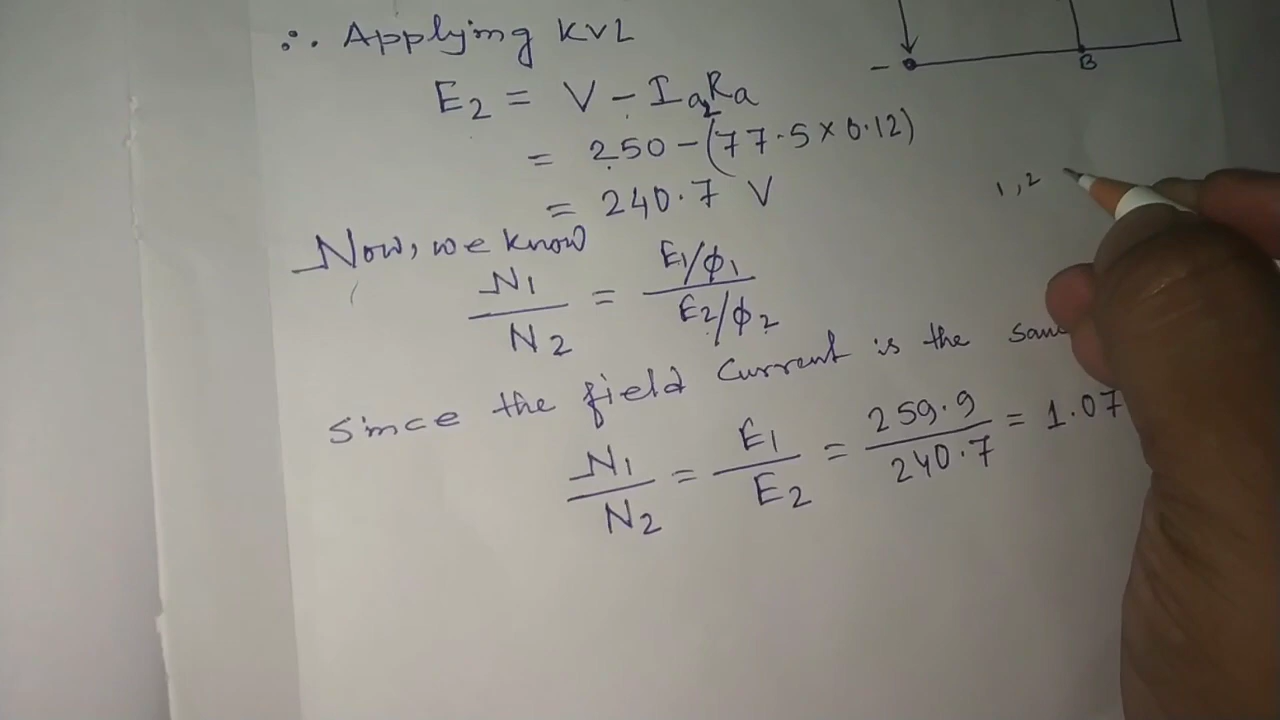 ∴ Applying KVL
E2 = V - Ia2Ra
= 250 - (77.5 × 0.12)
= 240.7 V
Now, we know
N1/N2 = (E1/ϕ1)/(E2/ϕ2)
Since the field current is the
N1/N2 = E1/E2 = 259.9/240.7 = 1.07
- B
1, 2